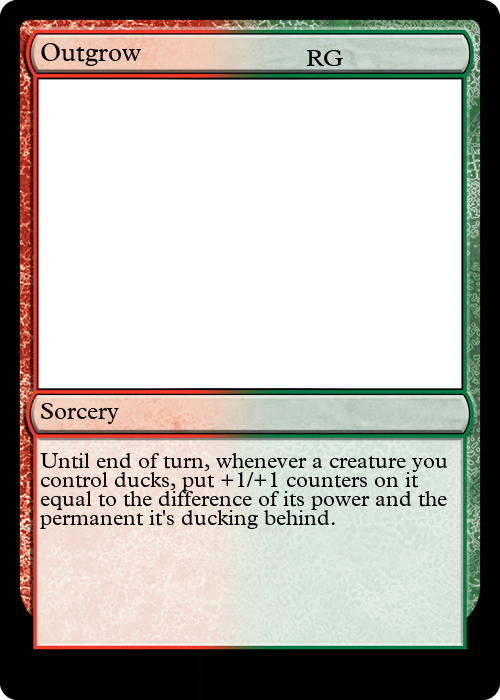 Outgrow
RG
Sorcery
Until end of turn, whenever a creature you
control ducks, put +1/+1 counters on it
equal to the difference of its power and the
permanent it's ducking behind.